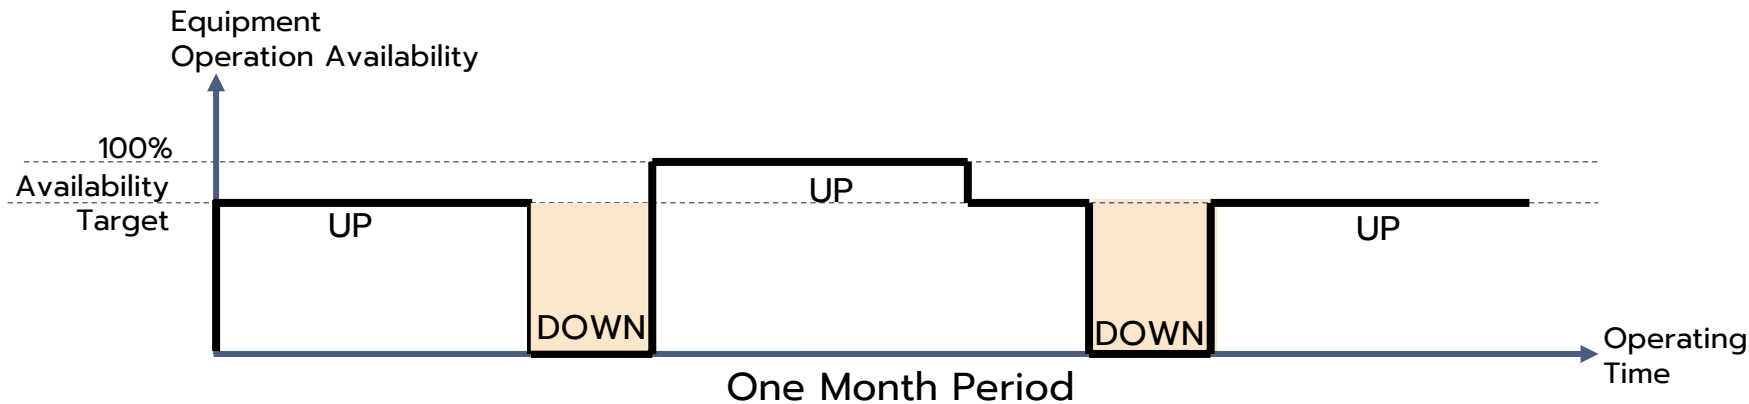 Equipment
Operation Availability
100%
Availability
Target
UP
UP
UP
DOWN
DOWN
Operating
Time
One Month Period